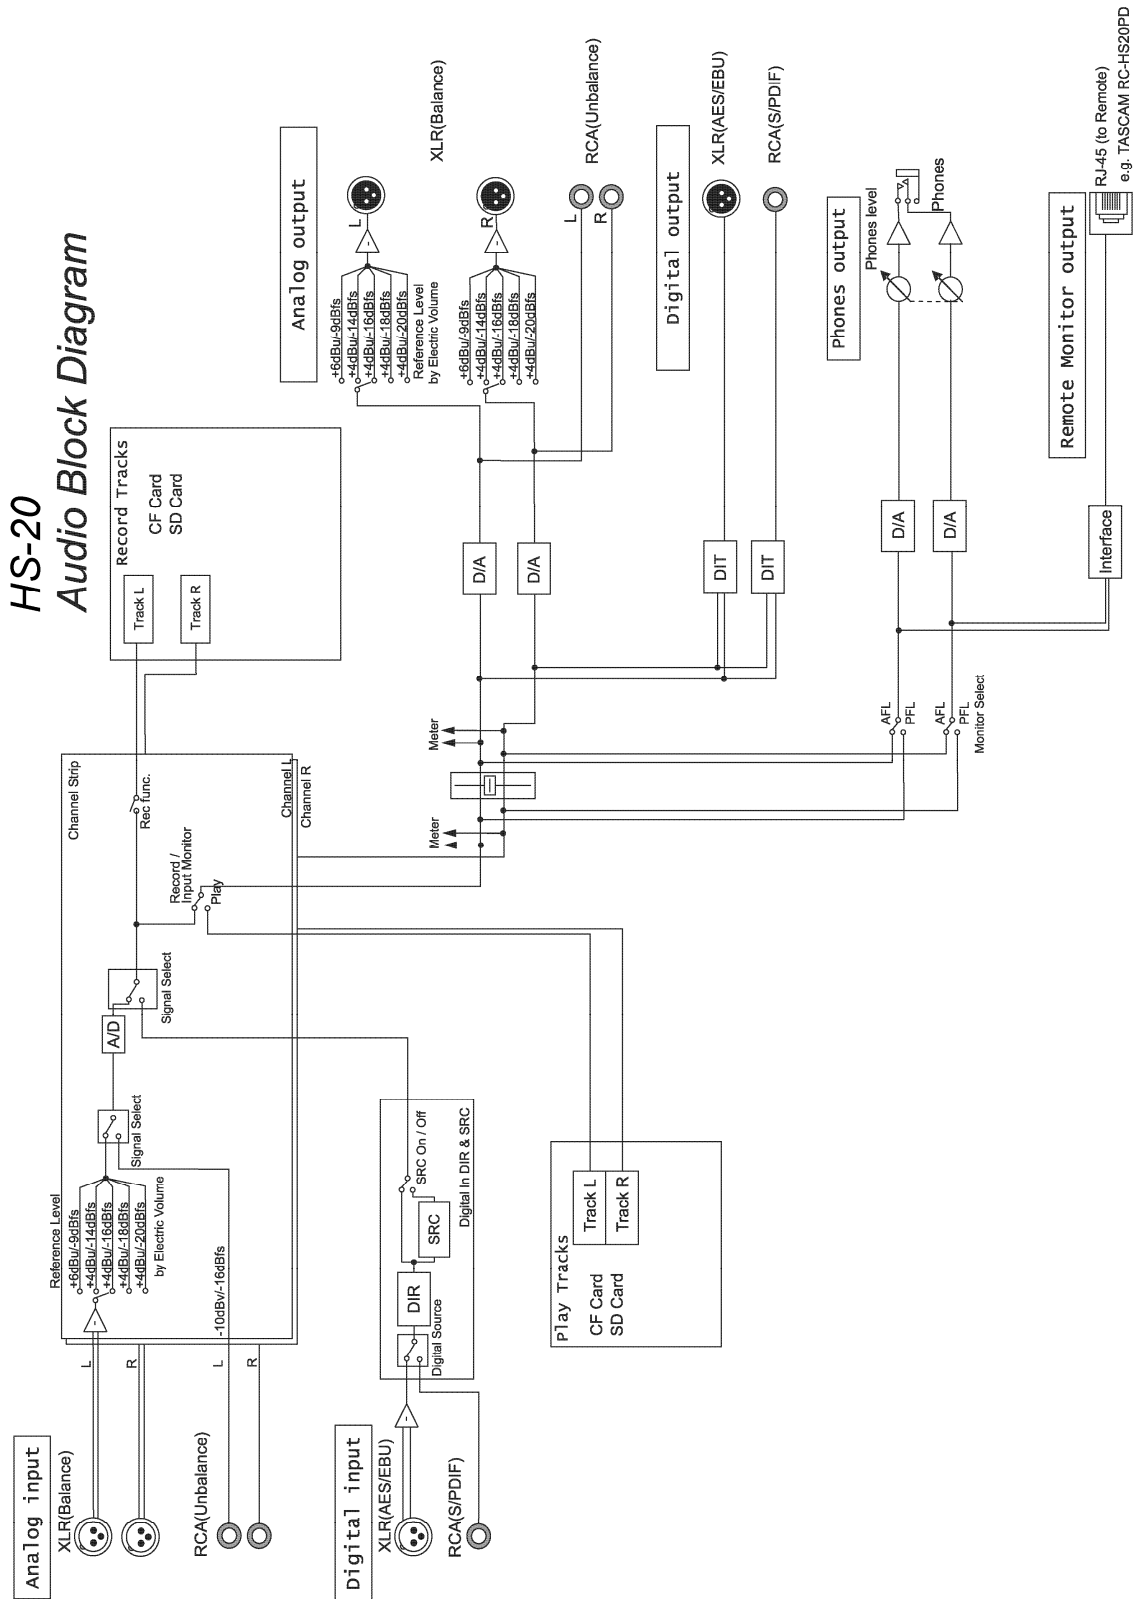 HS-20
Audio Block Diagram
Analog input
XLR(Balance)
L
R
RCA(Unbalance)
L
R
Reference Level
+6dBu/-9dBfs
+4dBu/-14dBfs
+4dBu/-16dBfs
+4dBu/-18dBfs
+4dBu/-20dBfs
by Electric Volume
-10dBv/-16dBfs
Signal Select
A/D
Signal Select
Record /
Input Monitor
Play
Rec func.
Channel Strip
Channel L
Channel R
Record Tracks
Track L
Track R
CF Card
SD Card
Digital input
XLR(AES/EBU)
RCA(S/PDIF)
Digital Source
DIR
SRC
SRC On / Off
Digital In DIR & SRC
Play Tracks
CF Card
SD Card
Track L
Track R
Meter
Meter
D/A
D/A
DIT
DIT
Analog output
+6dBu/-9dBfs
+4dBu/-14dBfs
+4dBu/-16dBfs
+4dBu/-18dBfs
+4dBu/-20dBfs
Reference Level
by Electric Volume
L
XLR(Balance)
+6dBu/-9dBfs
+4dBu/-14dBfs
+4dBu/-16dBfs
+4dBu/-18dBfs
+4dBu/-20dBfs
R
L
R
RCA(Unbalance)
Digital output
XLR(AES/EBU)
RCA(S/PDIF)
AFL
PFL
AFL
PFL
Monitor Select
D/A
D/A
Phones output
Phones level
Phones
Interface
Remote Monitor output
RJ-45 (to Remote)
e.g. TASCAM RC-HS20PD